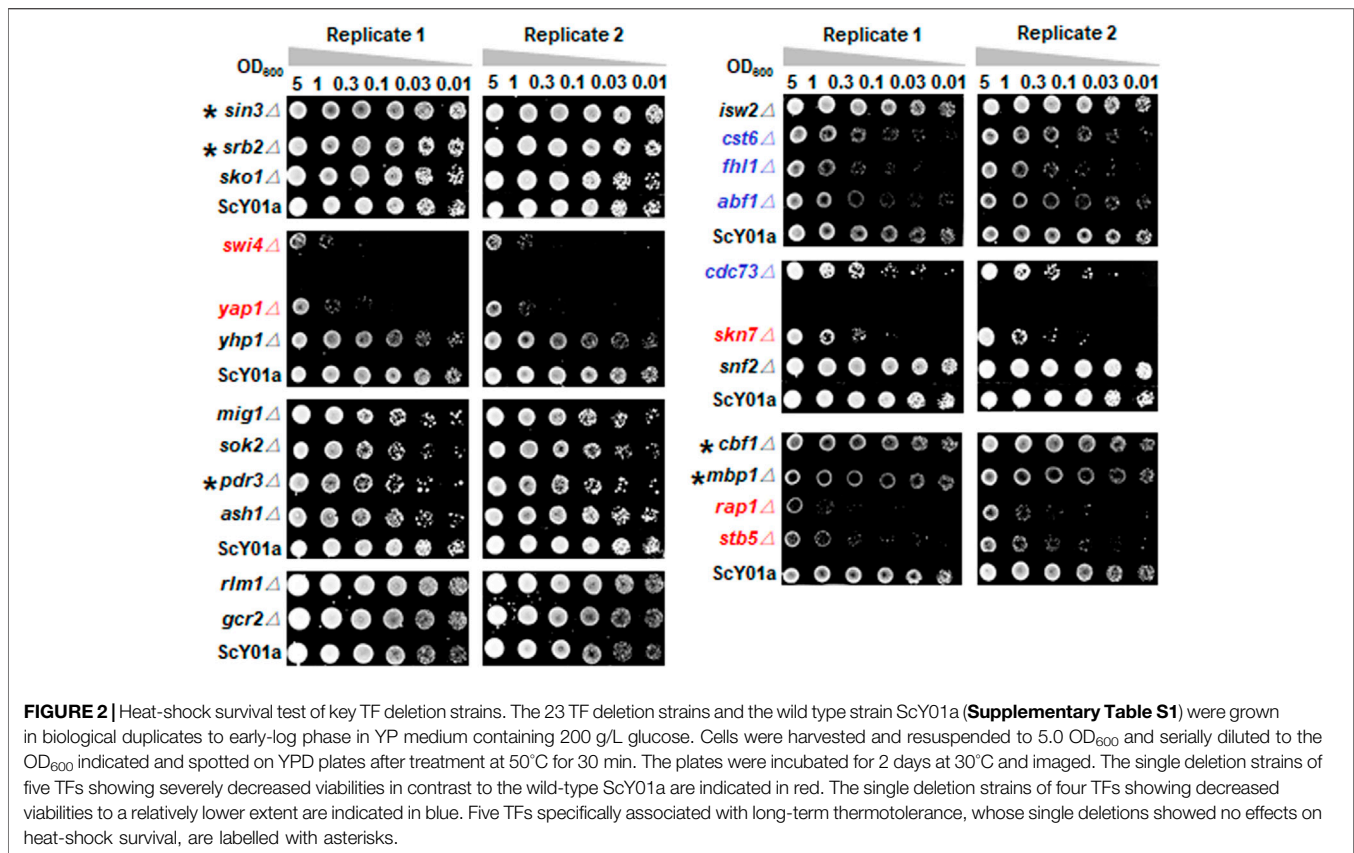 Replicate 1
Replicate 2
OD600
5 1 0.3 0.1 0.03 0.01
5 1 0.3 0.1 0.03 0.01
* sin3△
* srb2△
sko1△
ScY01a
swi4△
yap1△
yhp1△
ScY01a
mig1△
sok2△
* pdr3△
ash1△
ScY01a
rlm1△
gcr2△
ScY01a
Replicate 1
Replicate 2
OD600
5 1 0.3 0.1 0.03 0.01
5 1 0.3 0.1 0.03 0.01
isw2△
cst6△
fhl1△
abf1△
ScY01a
cdc73△
skn7△
snf2△
ScY01a
* cbf1△
* mbp1△
rap1△
stb5△
ScY01a
FIGURE 2 | Heat-shock survival test of key TF deletion strains. The 23 TF deletion strains and the wild type strain ScY01a (Supplementary Table S1) were grown
in biological duplicates to early-log phase in YP medium containing 200 g/L glucose. Cells were harvested and resuspended to 5.0 OD600 and serially diluted to the
OD600 indicated and spotted on YPD plates after treatment at 50°C for 30 min. The plates were incubated for 2 days at 30°C and imaged. The single deletion strains of
five TFs showing severely decreased viabilities in contrast to the wild-type ScY01a are indicated in red. The single deletion strains of four TFs showing decreased
viabilities to a relatively lower extent are indicated in blue. Five TFs specifically associated with long-term thermotolerance, whose single deletions showed no effects on
heat-shock survival, are labelled with asterisks.